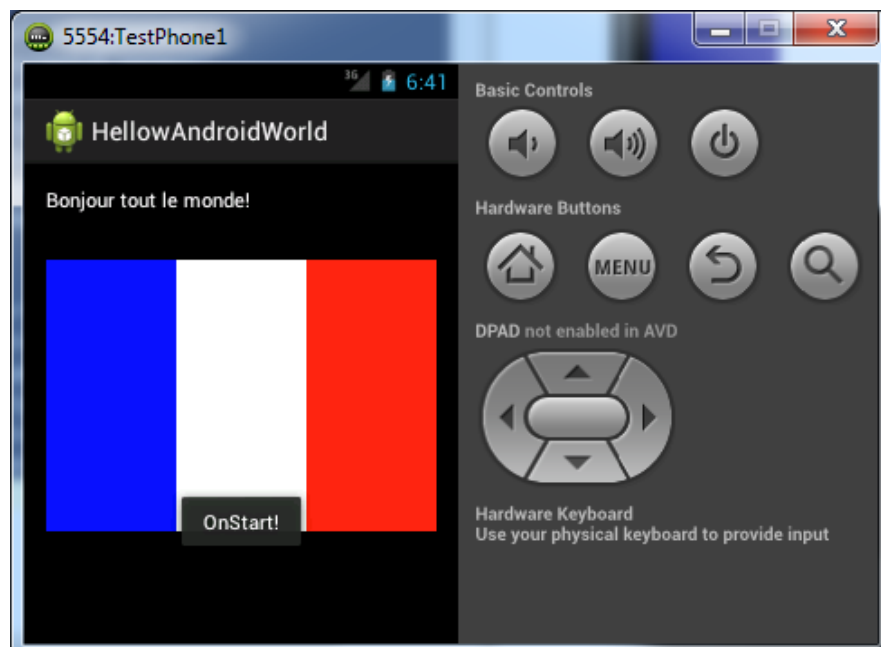 5554:TestPhone1
3G 6:41
HellowAndroidWorld
Bonjour tout le monde!
OnStart!
Basic Controls
Hardware Buttons
MENU
DPAD not enabled in AVD
Hardware Keyboard
Use your physical keyboard to provide input